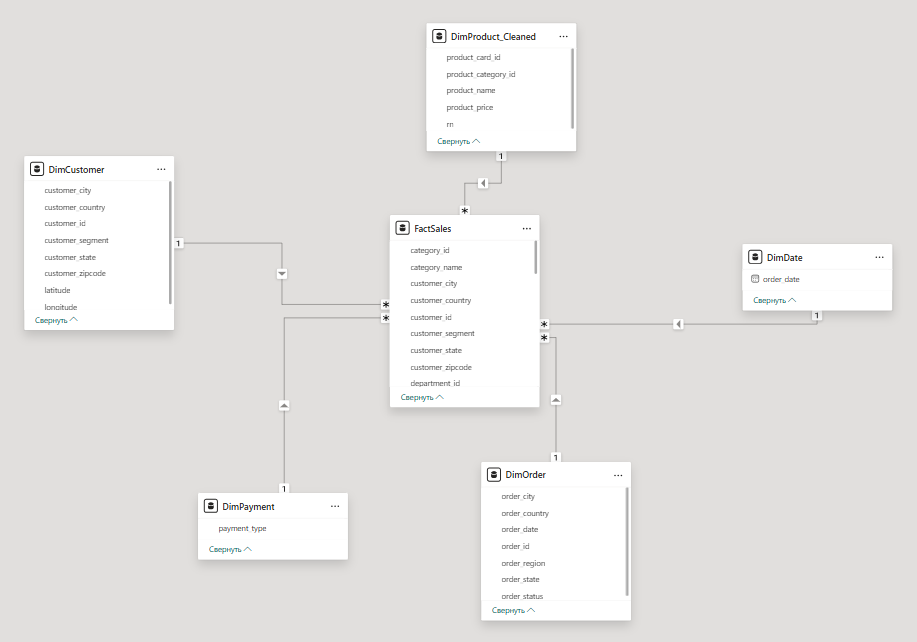 DimProduct_Cleaned ...
product_card_id
product_category_id
product_name
product_price
rn
Свернуть
1
*
DimCustomer ...
customer_city
customer_country
customer_id
customer_segment
customer_state
customer_zipcode
latitude
longitude
Свернуть
1
*
FactSales ...
category_id
category_name
customer_city
customer_country
customer_id
customer_segment
customer_state
customer_zipcode
department_id
Свернуть
DimDate ...
order_date
Свернуть
1
*
*
*
DimPayment ...
payment_type
Свернуть
1
DimOrder ...
order_city
order_country
order_date
order_id
order_region
order_state
order_status
Свернуть
1